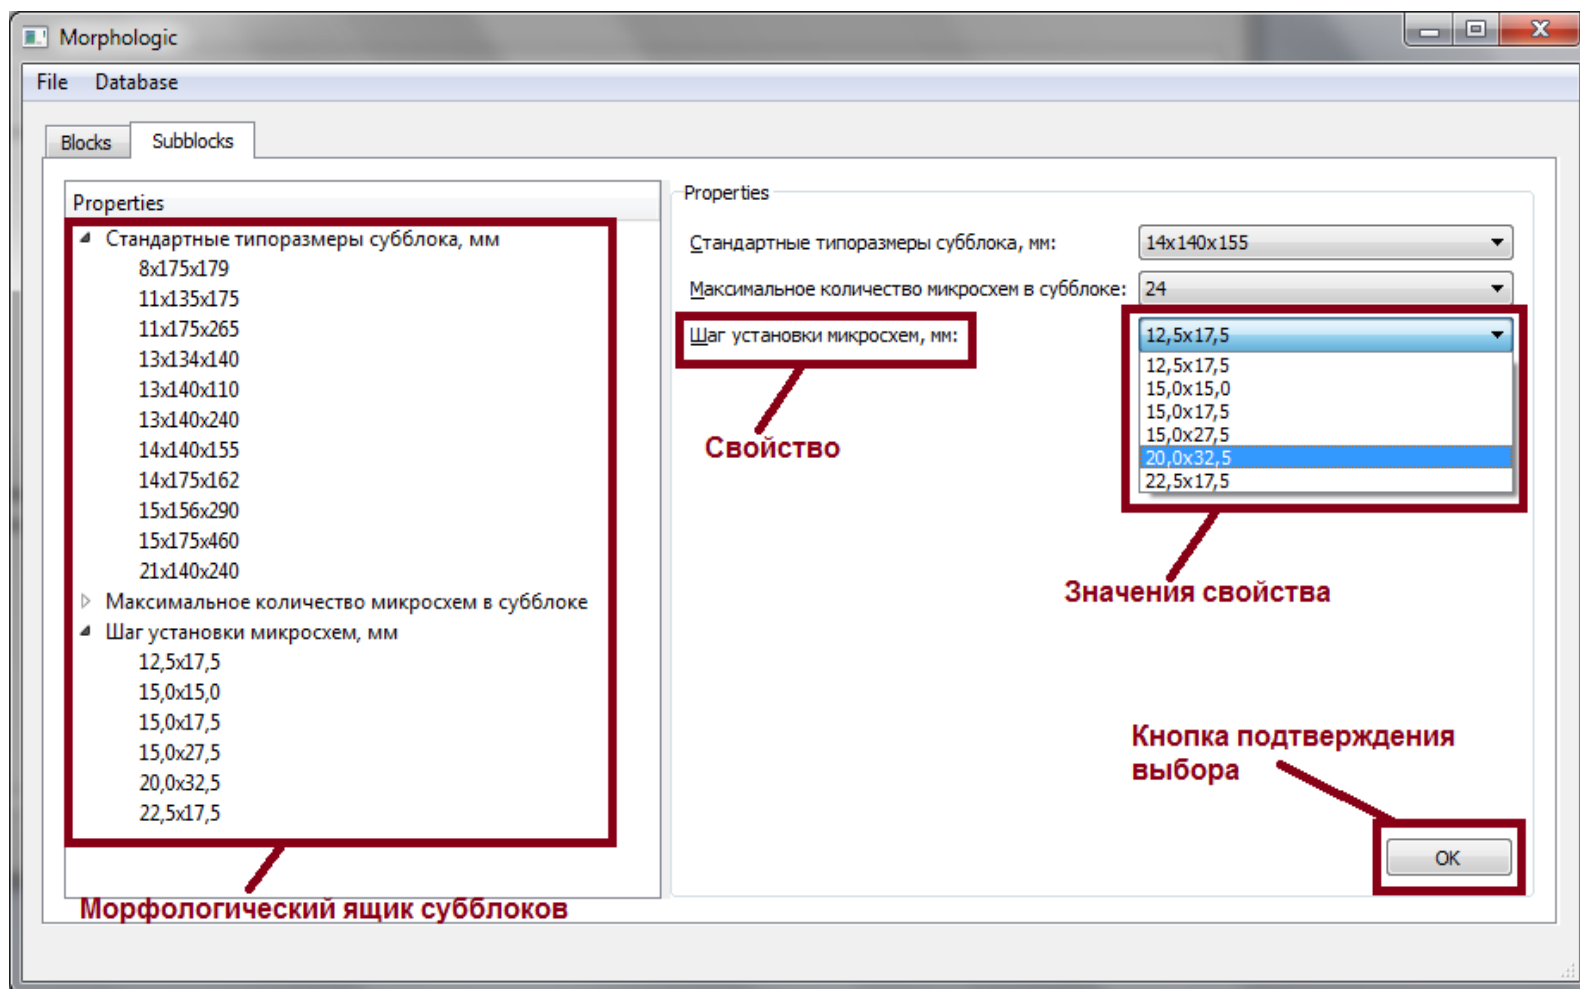 Morphologic
File Database
Blocks Subblocks
Properties
Стандартные типоразмеры субблока, мм
8x175x179
11x135x175
11x175x265
13x134x140
13x140x110
13x140x240
14x140x155
14x175x162
15x156x290
15x175x460
21x140x240
Максимальное количество микросхем в субблоке
Шаг установки микросхем, мм
12,5x17,5
15,0x15,0
15,0x17,5
15,0x27,5
20,0x32,5
22,5x17,5
Морфологический ящик субблоков
Properties
Стандартные типоразмеры субблока, мм: 14x140x155
Максимальное количество микросхем в субблоке: 24
Шаг установки микросхем, мм: 12,5x17,5
12,5x17,5
15,0x15,0
15,0x17,5
15,0x27,5
20,0x32,5
22,5x17,5
Свойство
Значения свойства
Кнопка подтверждения
выбора
OK